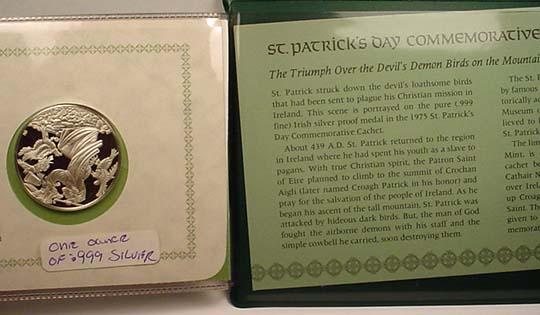 ONE OUNCE
OF .999 SILVER
ST. PATRICK'S DAY COMMEMORATIVE
The Triumph Over the Devil's Demon Birds on the Mountai
St. Patrick struck down the devil's loathsome birds
that had been sent to plague his Christian mission in
Ireland. This scene is portrayed on the pure (.999
fine) Irish silver proof medal in the 1975 St. Patrick's
Day Commemorative Cachet.
About 439 A.D. St. Patrick returned to the region
in Ireland where he had spent his youth as a slave to
pagans. With true Christian spirit, the Patron Saint
of Eire planned to climb to the summit of Crochan
Aigli (later named Croagh Patrick in his honor) and
pray for the salvation of the people of Ireland. As he
began his ascent of the tall mountain, St. Patrick was
attacked by hideous dark birds. But, the man of God
fought the airborne demons with his staff and the
simple cowbell he carried, soon destroying them.
The St. P
by famous
torically ac
Museum o
lieved to b
St. Patrick
The lim
Mint, is
cachet be
Cathair N
over Irel
up Croag
Saint. The
given to
memorat